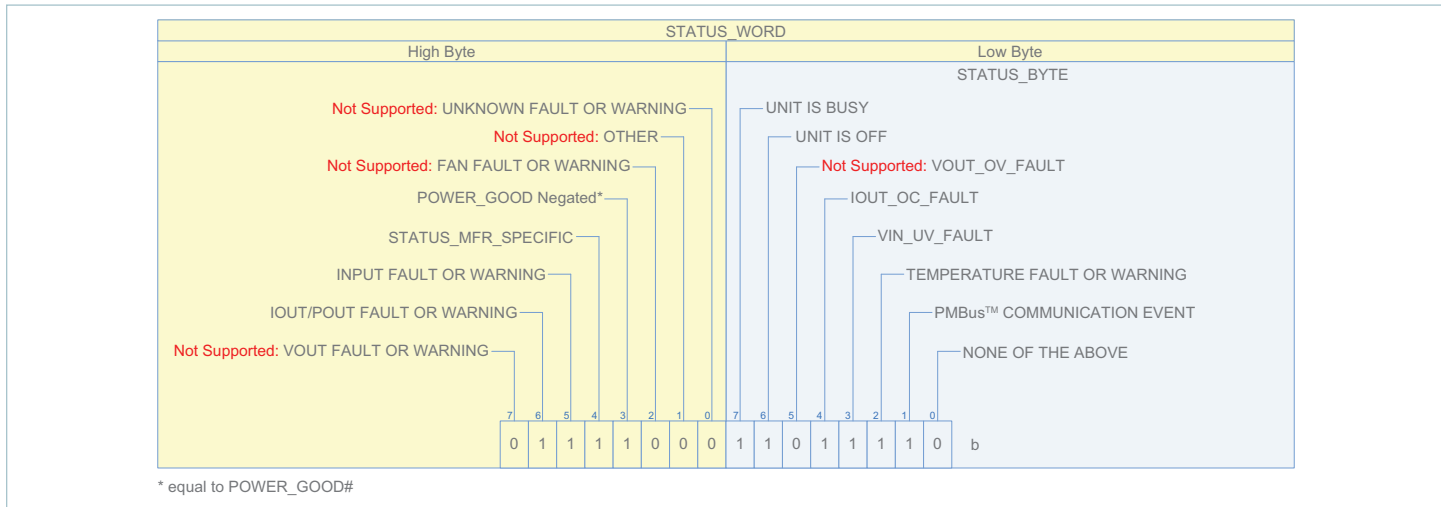 STATUS_WORD
High Byte
Low Byte
STATUS_BYTE
Not Supported: UNKNOWN FAULT OR WARNING
Not Supported: OTHER
Not Supported: FAN FAULT OR WARNING
POWER_GOOD Negated*
STATUS_MFR_SPECIFIC
INPUT FAULT OR WARNING
IOUT/POUT FAULT OR WARNING
Not Supported: VOUT FAULT OR WARNING
UNIT IS BUSY
UNIT IS OFF
Not Supported: VOUT_OV_FAULT
IOUT_OC_FAULT
VIN_UV_FAULT
TEMPERATURE FAULT OR WARNING
PMBus™ COMMUNICATION EVENT
NONE OF THE ABOVE
7 6 5 4 3 2 1 0 7 6 5 4 3 2 1 0
0 1 1 1 1 0 0 0 1 1 0 1 1 1 1 0 b
* equal to POWER_GOOD#